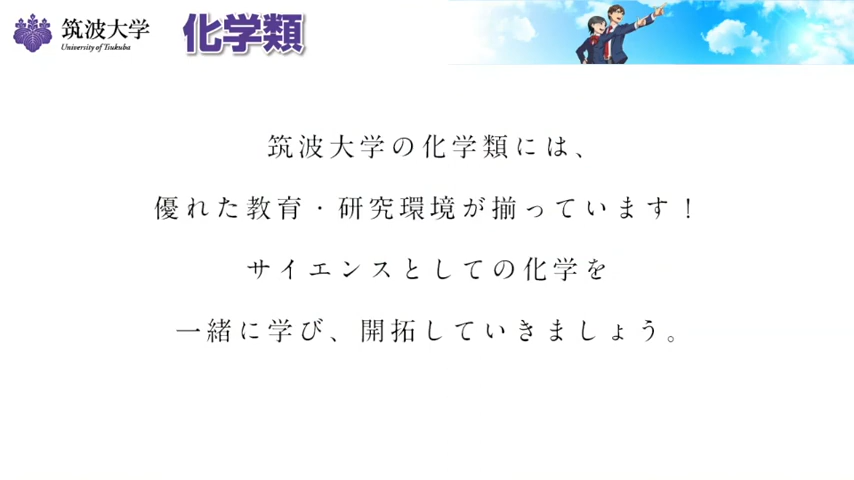 筑波大学
University of Tsukuba
化学類
筑波大学の化学類には、
優れた教育・研究環境が揃っています！
サイエンスとしての化学を
一緒に学び、開拓していきましょう。